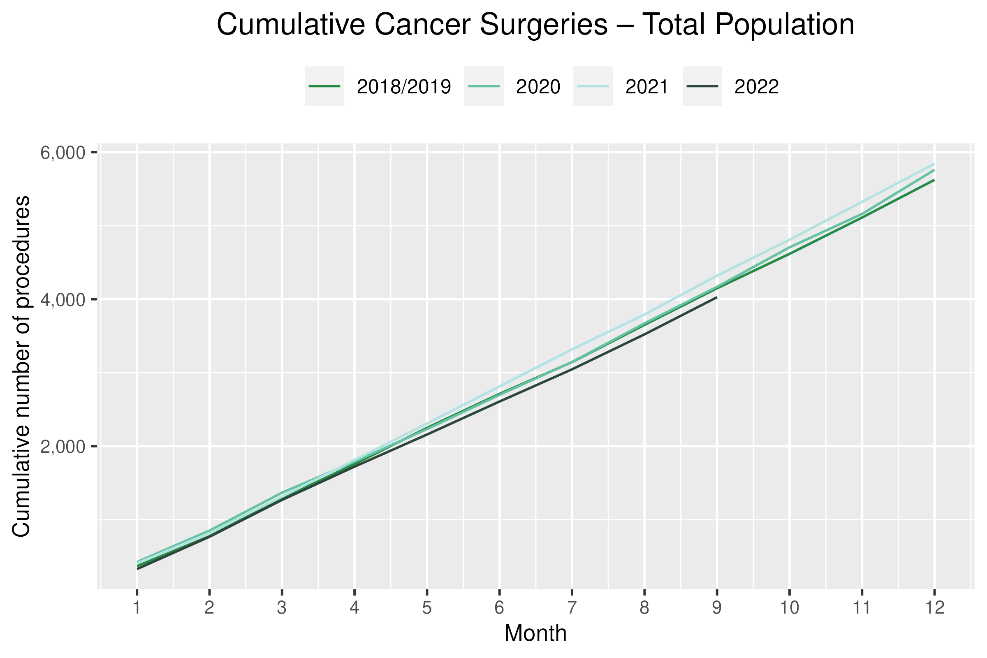 Cumulative Cancer Surgeries – Total Population
2018/2019 2020 2021 2022
Cumulative number of procedures
6,000
4,000
2,000
1 2 3 4 5 6 7 8 9 10 11 12
Month